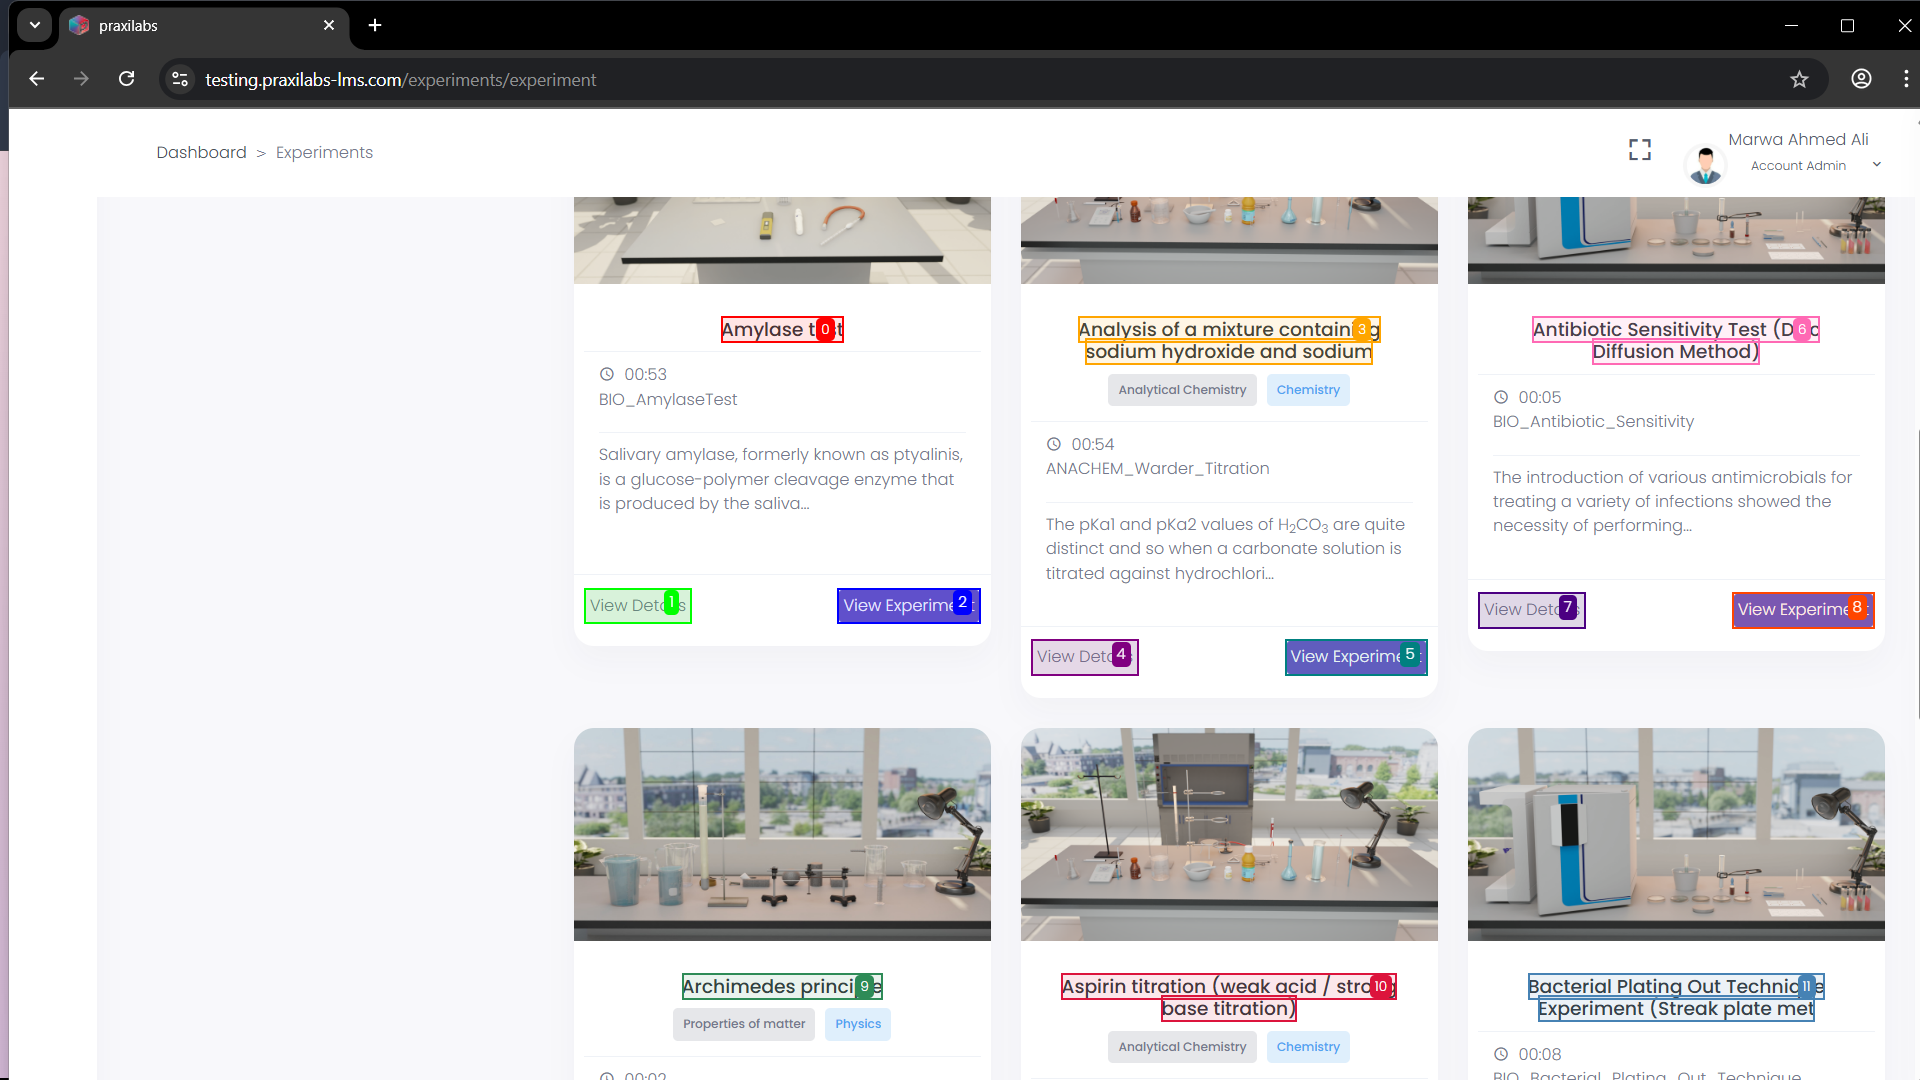 praxilabs
testing.praxilabs-lms.com/experiments/experiment
Dashboard > Experiments
Marwa Ahmed Ali
Account Admin
Amylase t
0
t
00:53
BIO_AmylaseTest
Salivary amylase, formerly known as ptyalinis,
is a glucose-polymer cleavage enzyme that
is produced by the saliva...
View Det
1
s
View Experime
2
Analysis of a mixture containi
3
g
sodium hydroxide and sodium
Analytical Chemistry
Chemistry
00:54
ANACHEM_Warder_Titration
The pKa1 and pKa2 values of H₂CO₃ are quite
distinct and so when a carbonate solution is
titrated against hydrochlori...
View Deta
4
View Experime
5
Antibiotic Sensitivity Test (D
6
Diffusion Method)
00:05
BIO_Antibiotic_Sensitivity
The introduction of various antimicrobials for
treating a variety of infections showed the
necessity of performing...
View Deta
7
View Experime
8
Archimedes princi
9
e
Properties of matter
Physics
00:02
Aspirin titration (weak acid / stro
10
g
base titration)
Analytical Chemistry
Chemistry
Bacterial Plating Out Techni
11
e
Experiment (Streak plate met
00:08
BIO_Bacterial_Plating_Out_Technique